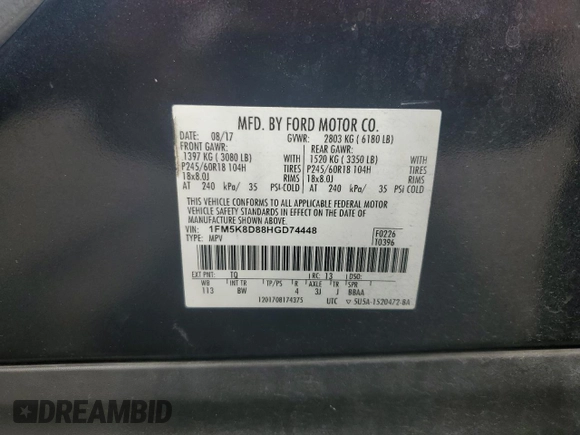 MFD. BY FORD MOTOR CO.
DATE: 08/17 GVWR: 2803 KG ( 6180 LB)
FRONT GAWR: REAR GAWR:
1397 KG ( 3080 LB) WITH 1520 KG ( 3350 LB) WITH
P245/60R18 104H TIRES P245/60R18 104H TIRES
18x8.0J RIMS 18x8.0J RIMS
AT 240 kPa/ 35 PSI-COLD AT 240 kPa/ 35 PSI-COLD
THIS VEHICLE CONFORMS TO ALL APPLICABLE FEDERAL MOTOR
VEHICLE SAFETY STANDARDS IN EFFECT ON THE DATE OF
MANUFACTURE SHOWN ABOVE.
VIN: 1FM5K8D88HGD74448 F0226
TYPE: MPV T0396
EXT PNT: TQ RC: 13 DSO:
WB INT TR TP/PS R AXLE TR SPR
113 BW 4 3J J BBAA
1201708174375 UTC ▽ 5U5A-1520472-BA
DREAMBID